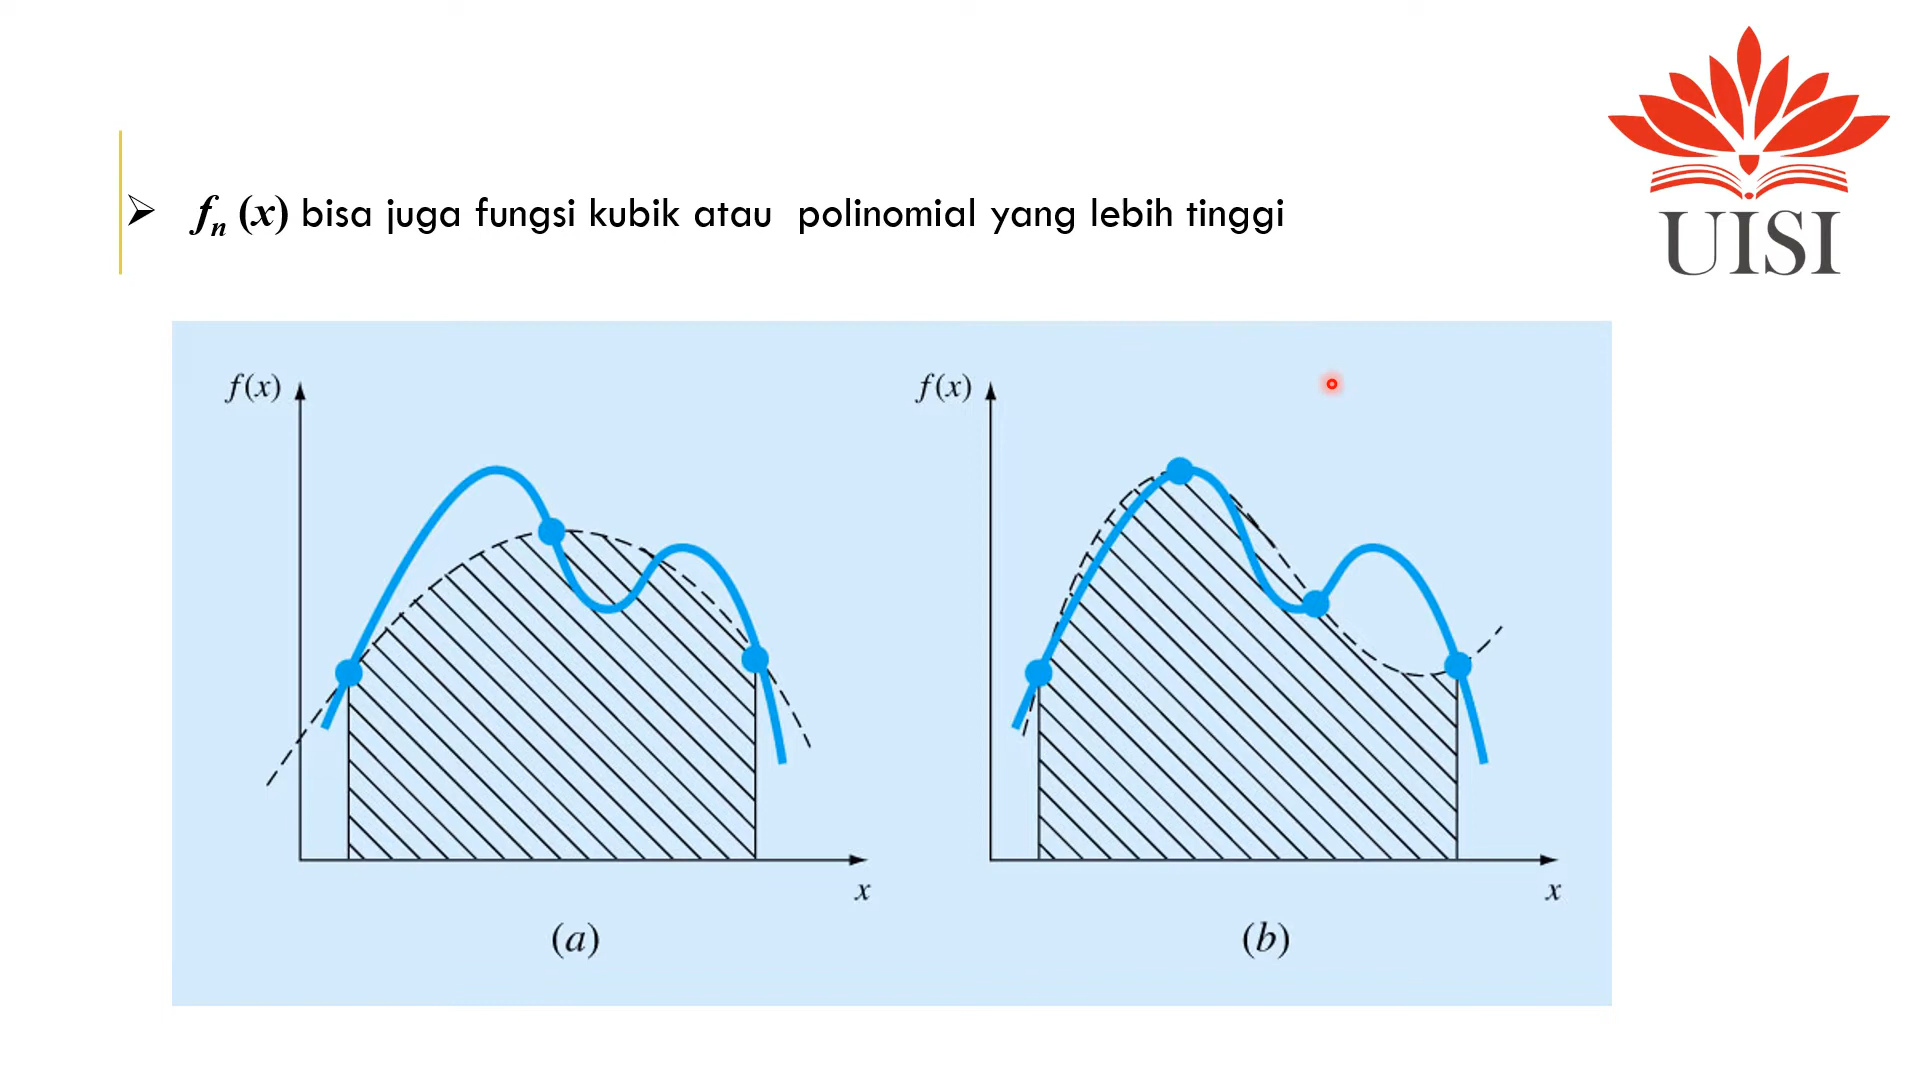 UISI
➢ fn (x) bisa juga fungsi kubik atau polinomial yang lebih tinggi
f(x)
x
(a)
f(x)
x
(b)